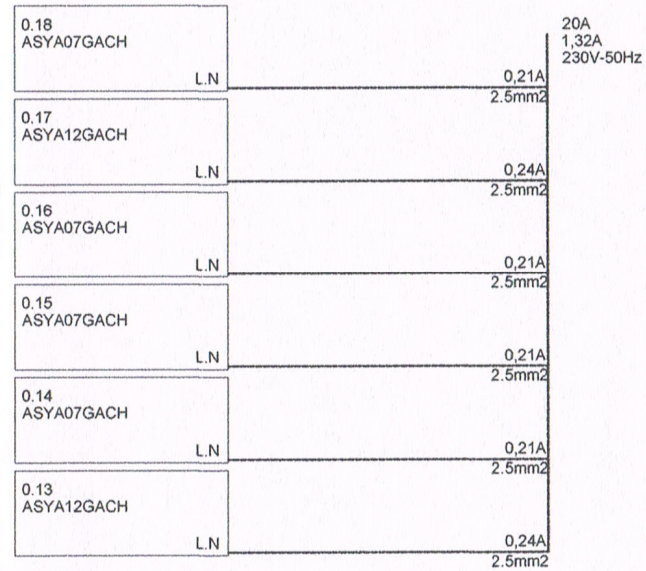 0.18
ASYA07GACH
L.N
0,21A
2.5mm2
20A
1,32A
230V-50Hz
0.17
ASYA12GACH
L.N
0,24A
2.5mm2
0.16
ASYA07GACH
L.N
0,21A
2.5mm2
0.15
ASYA07GACH
L.N
0,21A
2.5mm2
0.14
ASYA07GACH
L.N
0,21A
2.5mm2
0.13
ASYA12GACH
L.N
0,24A
2.5mm2